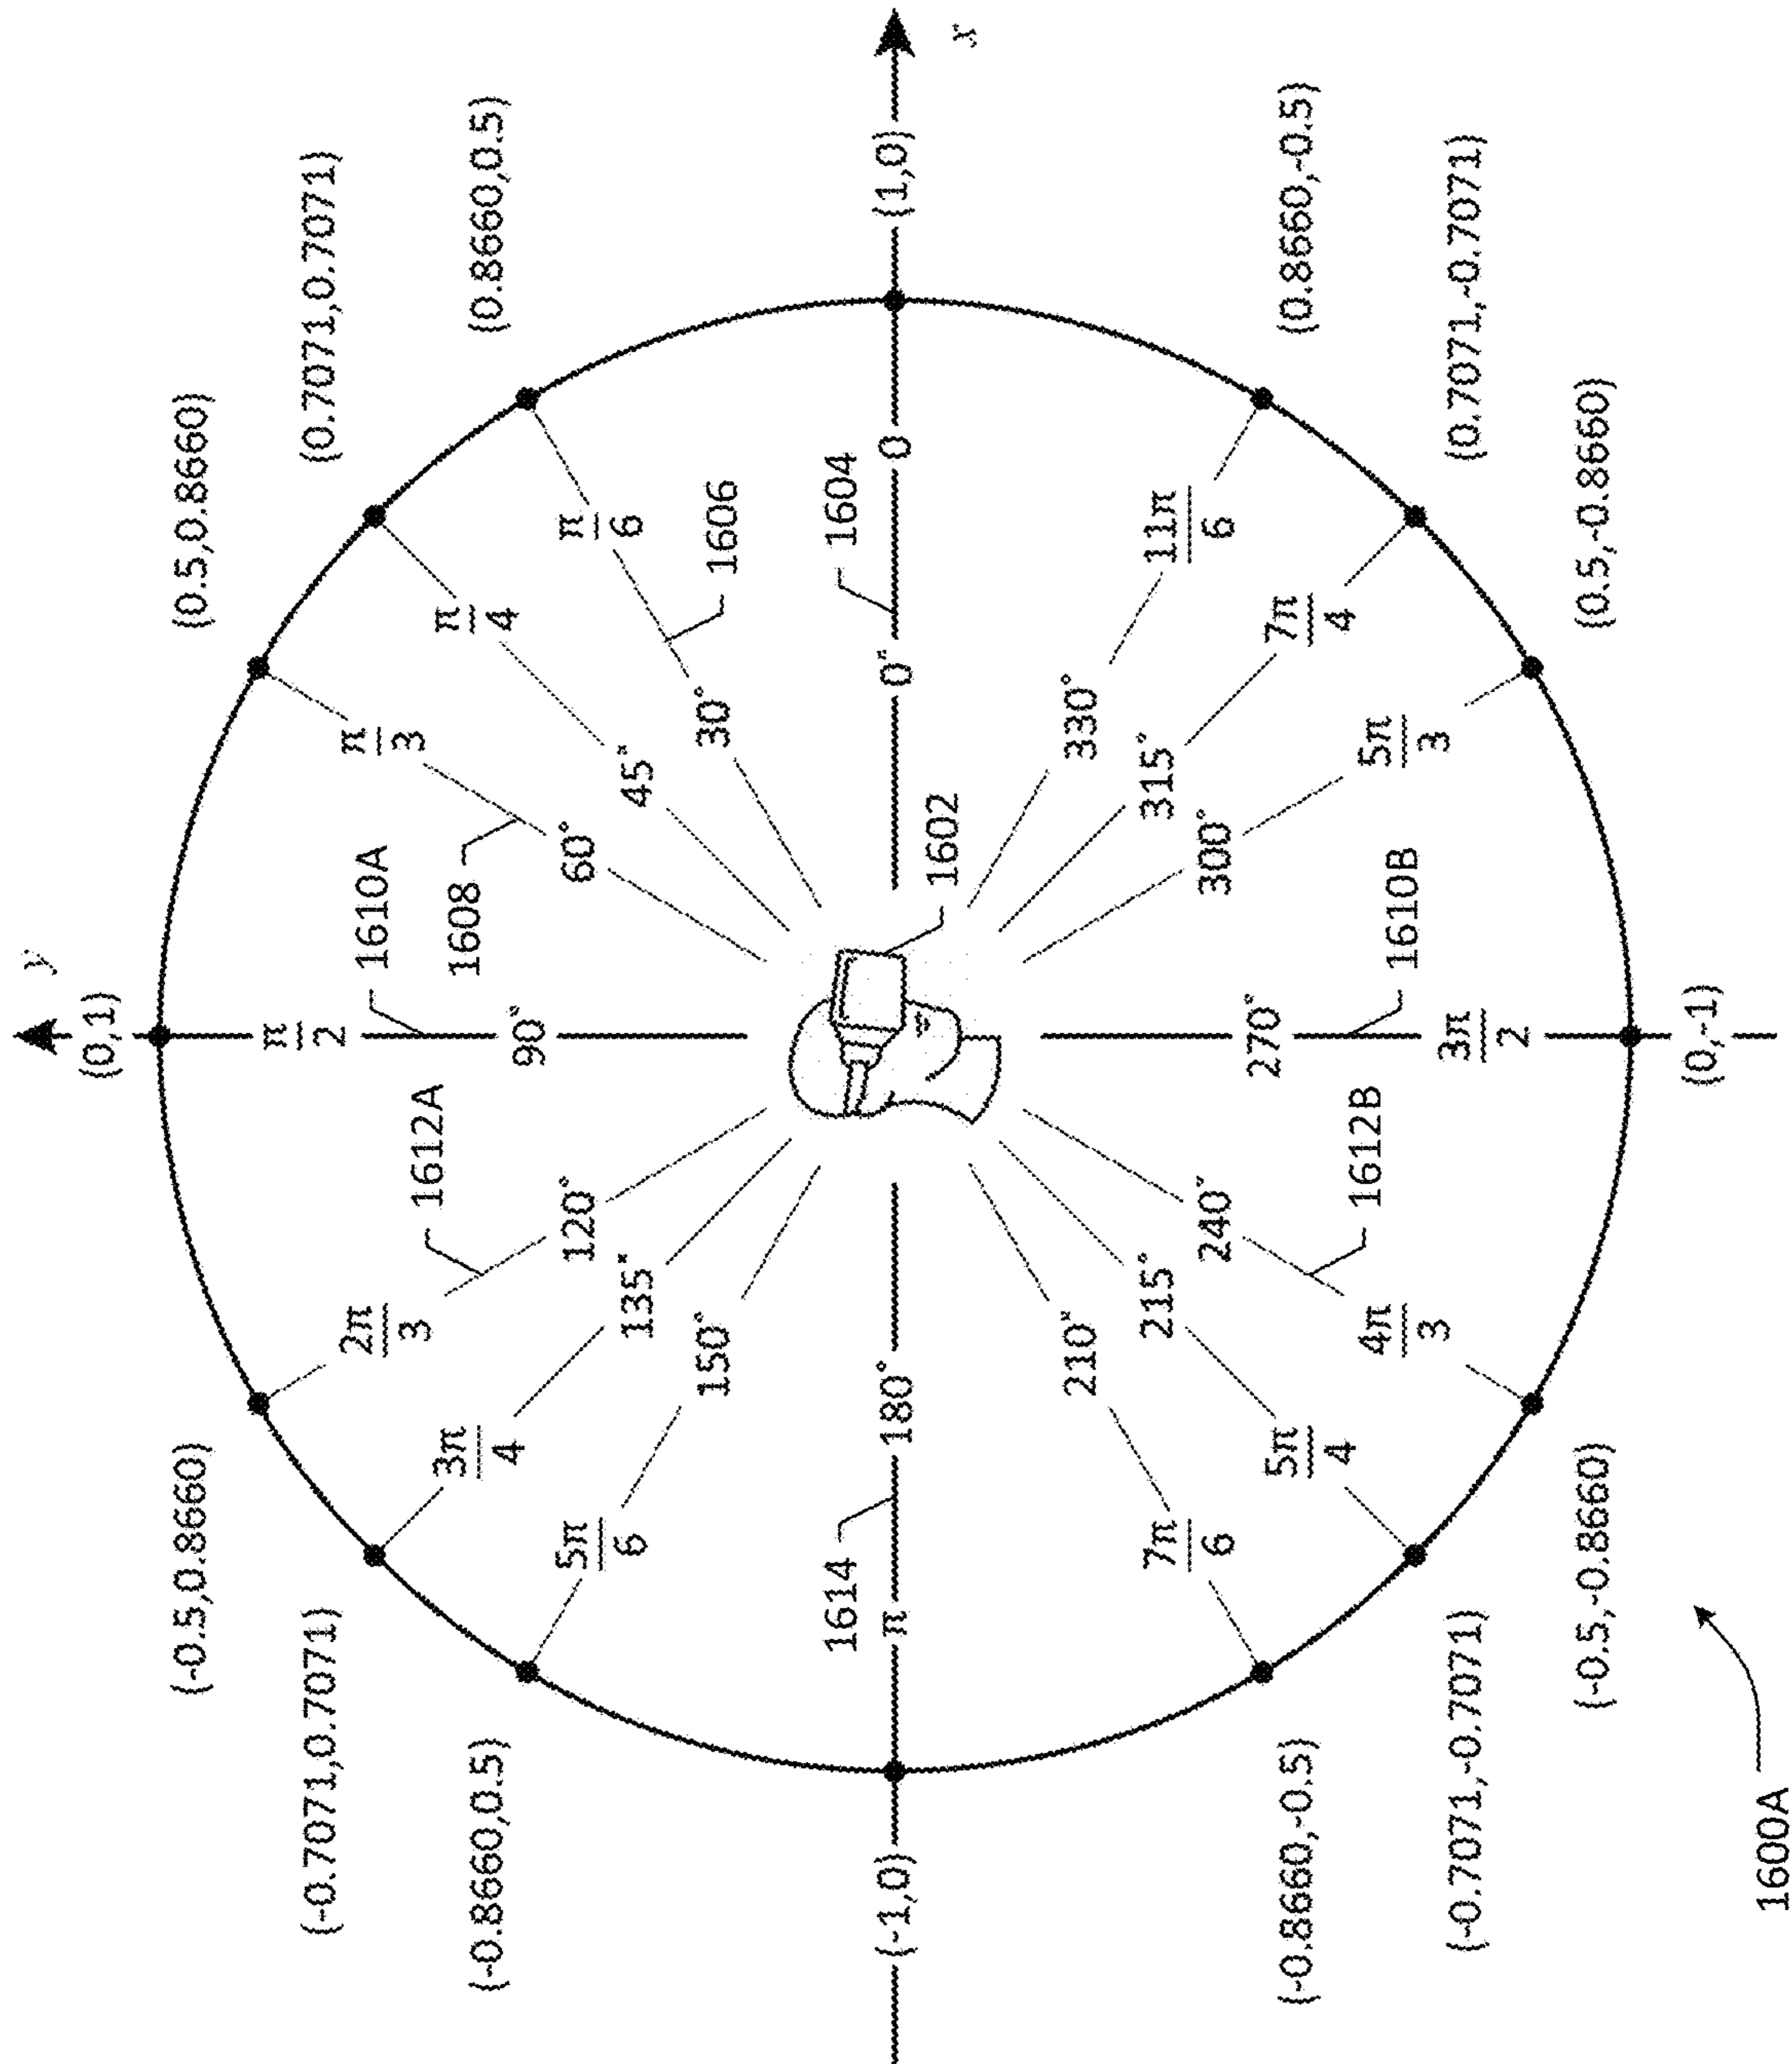 y
(0,1)
(-0.5,0.8660)
(0.5,0.8660)
(-0.7071,0.7071)
(0.7071,0.7071)
(-0.8660,0.5)
(0.8660,0.5)
π
2
1610A
1612A
1608
2π
3
π
3
90°
3π
4
π
4
120°
60°
5π
6
π
6
135°
45°
1606
150°
30°
1614
1604
(-1,0)
π
180°
0°
0
(1,0)
x
1602
210°
330°
7π
6
11π
6
215°
315°
5π
4
7π
4
240°
300°
270°
4π
3
5π
3
1612B
1610B
3π
2
(-0.8660,-0.5)
(0.8660,-0.5)
(-0.7071,-0.7071)
(0.7071,-0.7071)
(-0.5,-0.8660)
(0.5,-0.8660)
(0,-1)
1600A